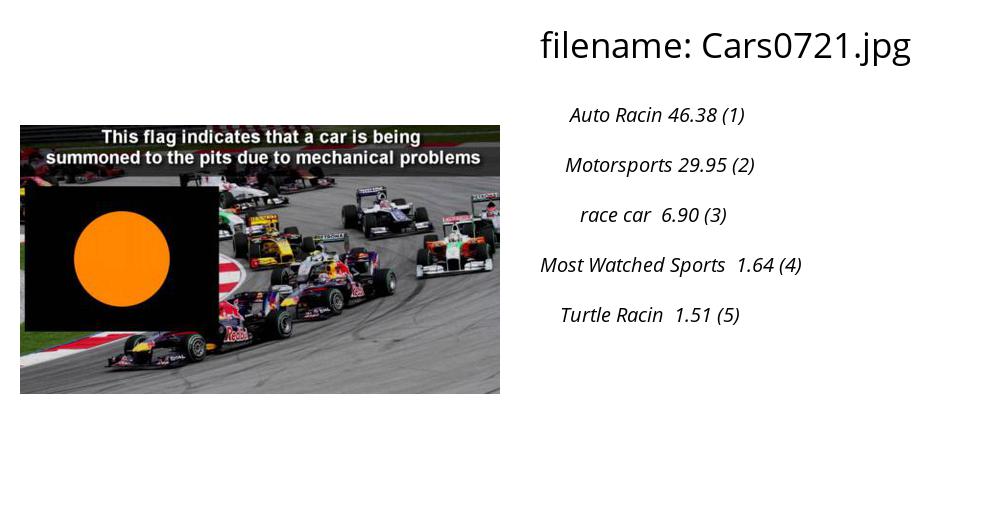 filename: Cars0721.jpg
This flag indicates that a car is being
summoned to the pits due to mechanical problems
Auto Racin 46.38 (1)
Motorsports 29.95 (2)
race car 6.90 (3)
Most Watched Sports 1.64 (4)
Turtle Racin 1.51 (5)
RedBull
TOTAL